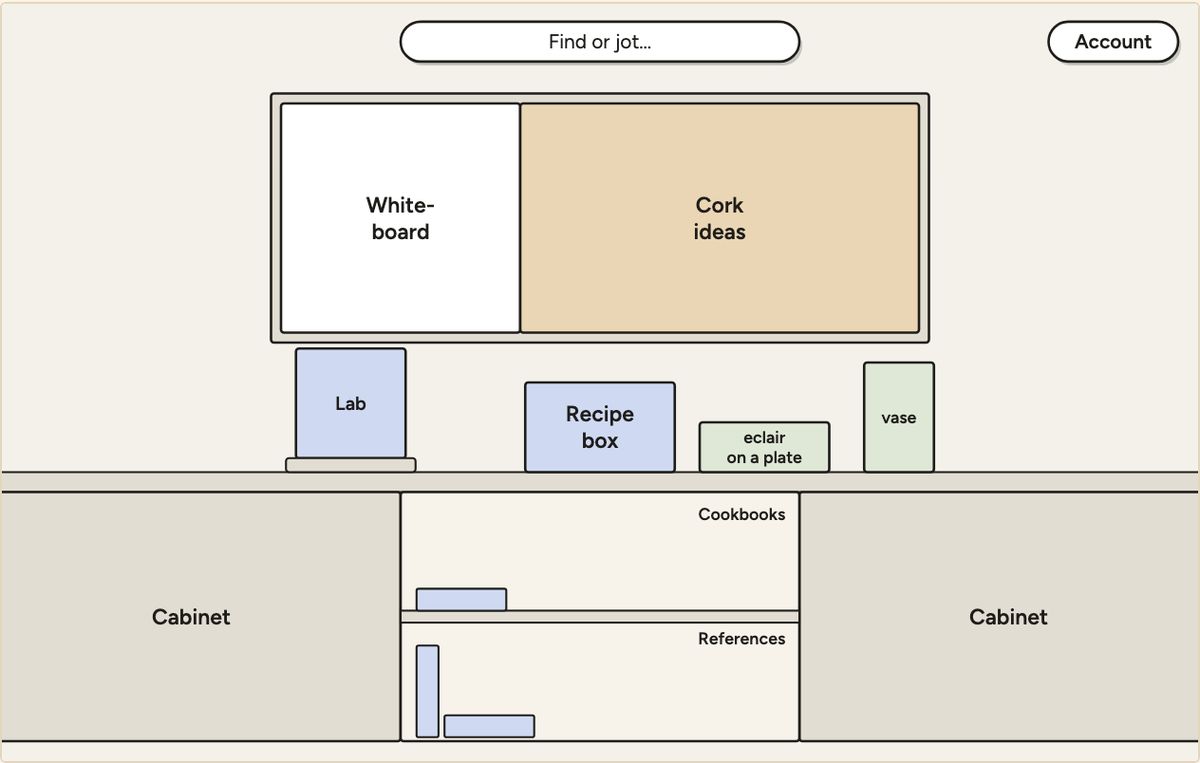 Find or jot...
Account
White-
board
Cork
ideas
Lab
Recipe
box
eclair
on a plate
vase
Cookbooks
Cabinet
Cabinet
References